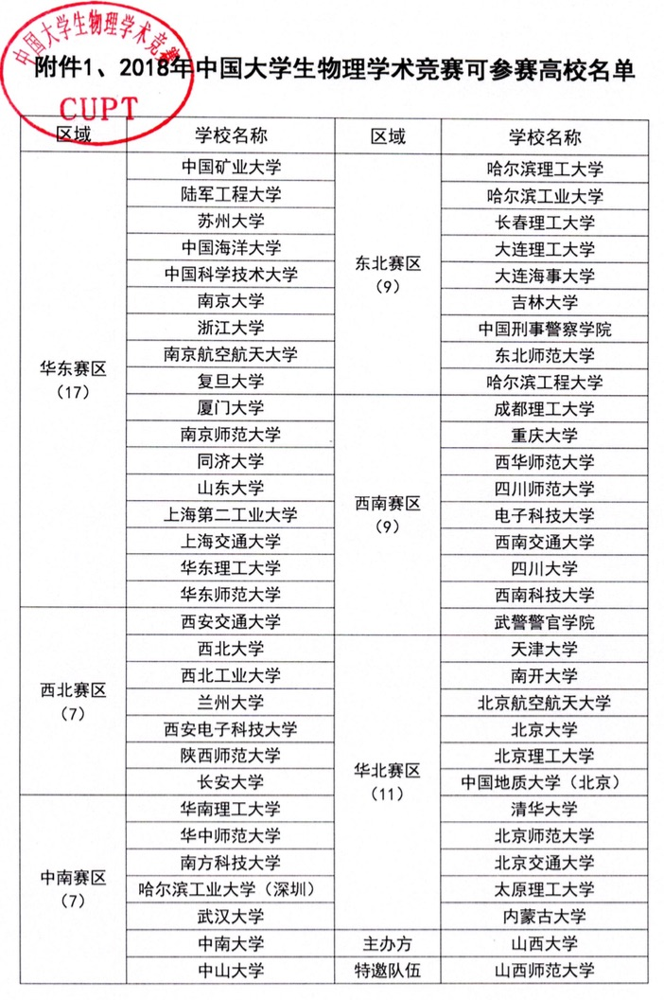 中国大学生物理学术竞赛
CUPT
附件1、2018年中国大学生物理学术竞赛可参赛高校名单
区域 学校名称 区域 学校名称
华东赛区
（17）
中国矿业大学
陆军工程大学
苏州大学
中国海洋大学
中国科学技术大学
南京大学
浙江大学
南京航空航天大学
复旦大学
厦门大学
南京师范大学
同济大学
山东大学
上海第二工业大学
上海交通大学
华东理工大学
华东师范大学
西北赛区
（7）
西安交通大学
西北大学
西北工业大学
兰州大学
西安电子科技大学
陕西师范大学
长安大学
中南赛区
（7）
华南理工大学
华中师范大学
南方科技大学
哈尔滨工业大学（深圳）
武汉大学
中南大学
中山大学
东北赛区
（9）
哈尔滨理工大学
哈尔滨工业大学
长春理工大学
大连理工大学
大连海事大学
吉林大学
中国刑事警察学院
东北师范大学
哈尔滨工程大学
西南赛区
（9）
成都理工大学
重庆大学
西华师范大学
四川师范大学
电子科技大学
西南交通大学
四川大学
西南科技大学
武警警官学院
华北赛区
（11）
天津大学
南开大学
北京航空航天大学
北京大学
北京理工大学
中国地质大学（北京）
清华大学
北京师范大学
北京交通大学
太原理工大学
内蒙古大学
主办方 山西大学
特邀队伍 山西师范大学